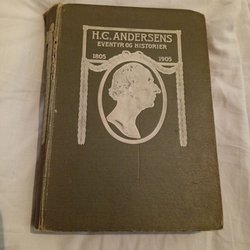 H.C. ANDERSENS
EVENTYR OG HISTORIER
1805 1905